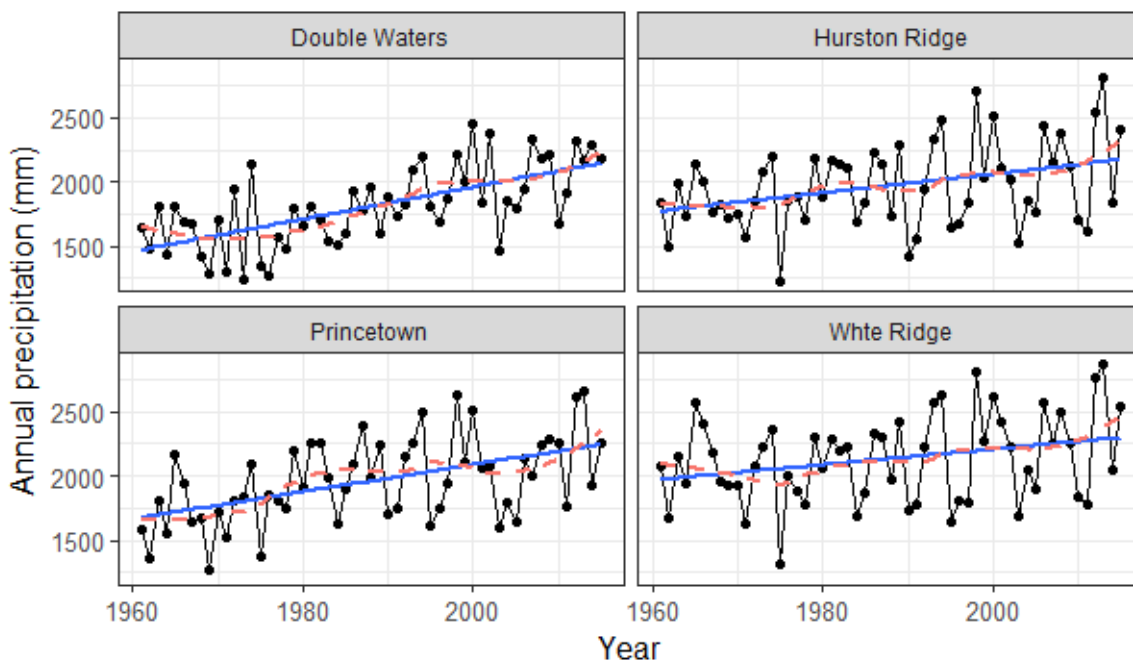 Double Waters
Hurston Ridge
2500
2000
1500
Princetown
Whte Ridge
2500
2000
1500
1960
1980
2000
1960
1980
2000
Annual precipitation (mm)
Year